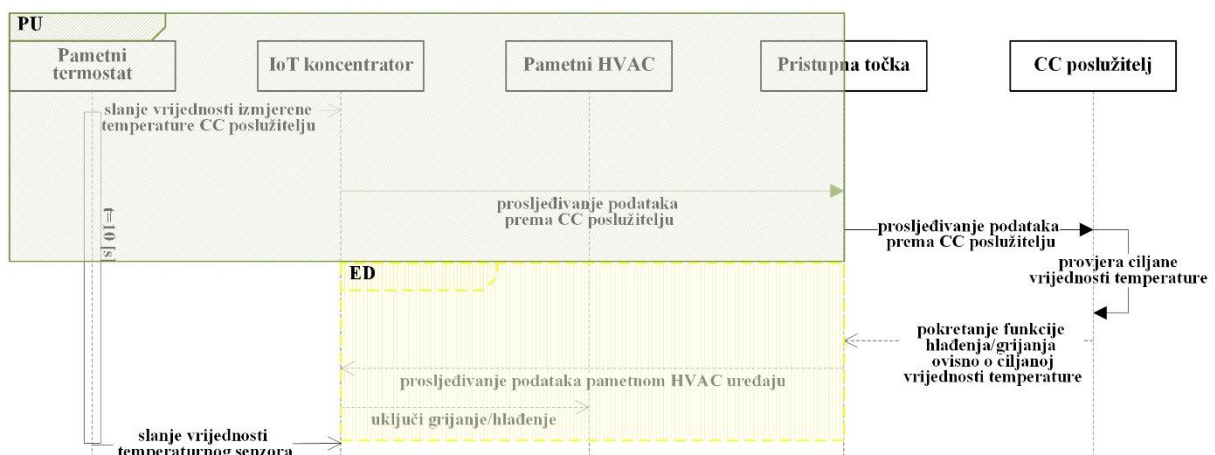 PU
Pametni
termostat
IoT koncentrator
Pametni HVAC
Pristupna točka
CC poslužitelj
slanje vrijednosti izmjerene
temperature CC poslužitelju
t=10 [s]
prosljeđivanje podataka
prema CC poslužitelju
prosljeđivanje podataka
prema CC poslužitelju
provjera ciljane
vrijednosti temperature
ED
pokretanje funkcije
hlađenja/grijanja
ovisno o ciljanoj
vrijednosti temperature
prosljeđivanje podataka pametnom HVAC uređaju
uključi grijanje/hlađenje
slanje vrijednosti
temperaturnog senzora